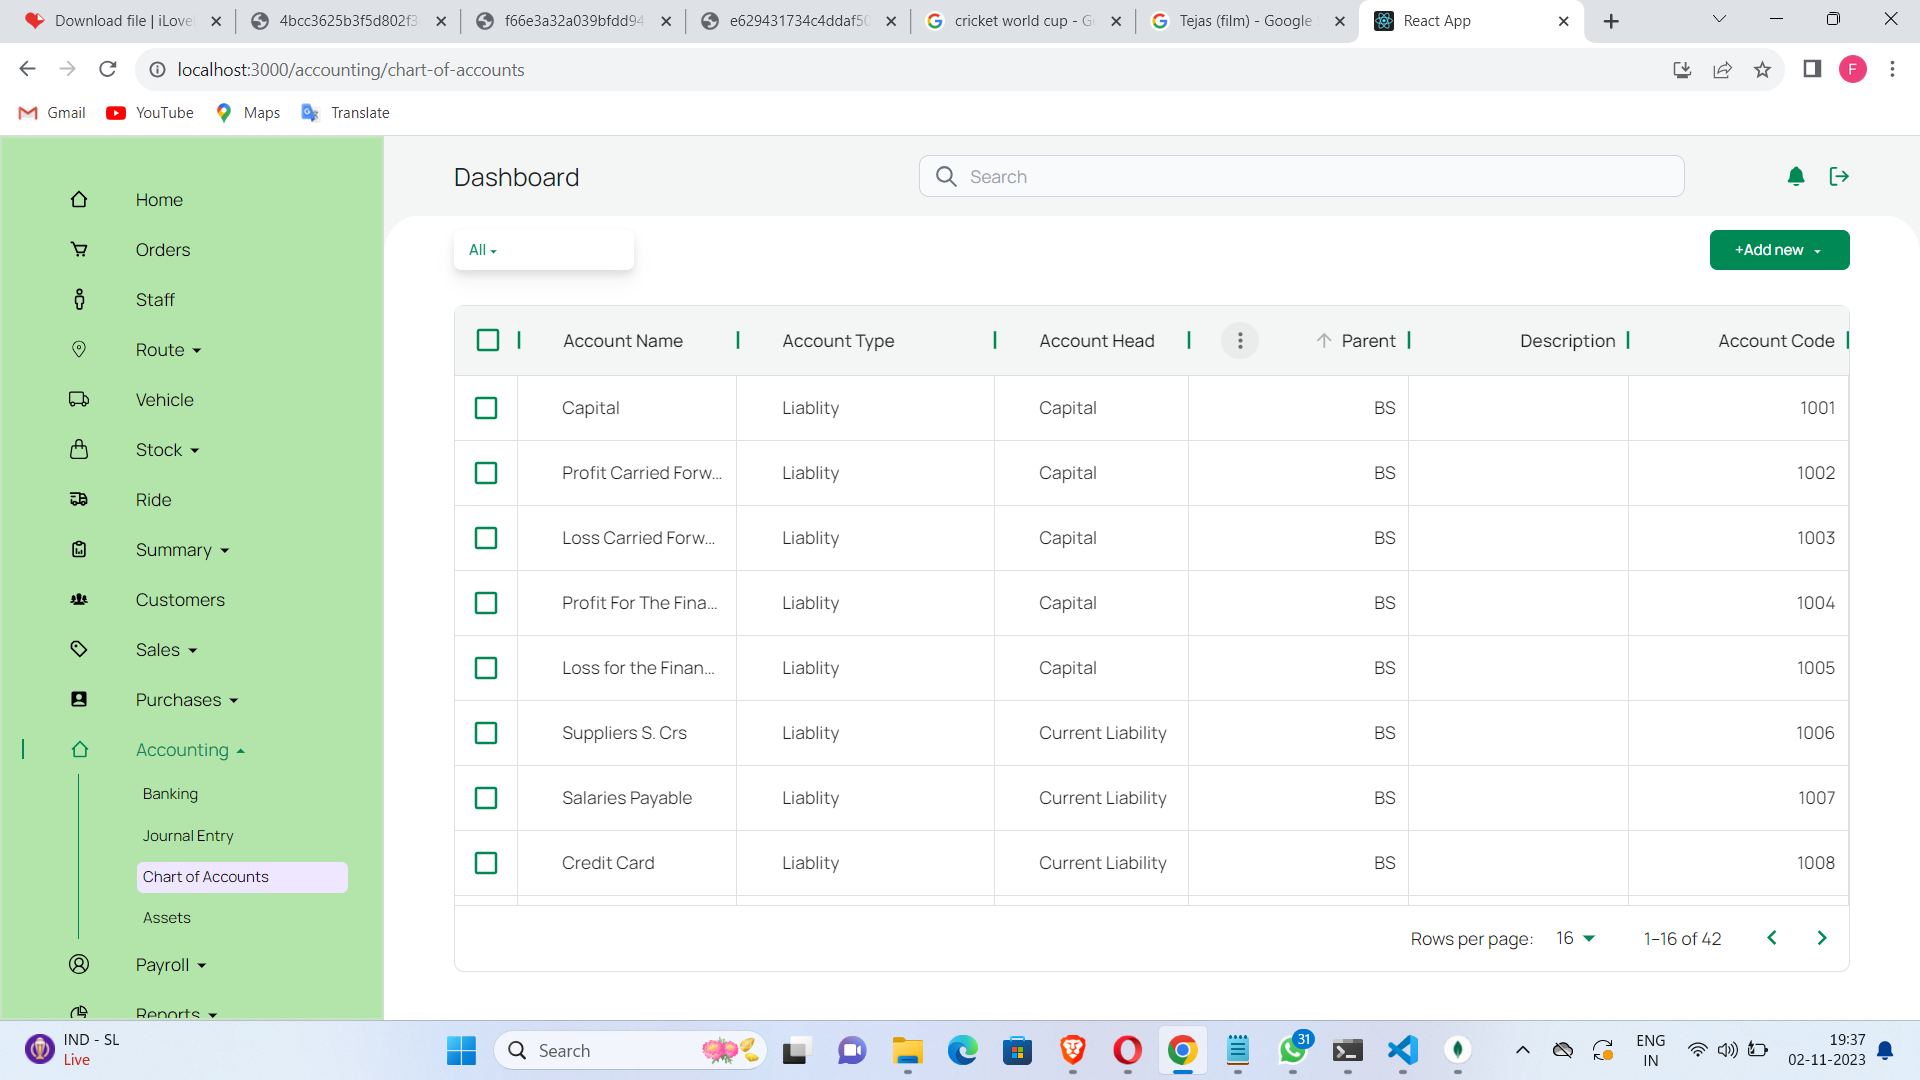 Download file | iLove
4bcc3625b3f5d802f3
f66e3a32a039bfdd94
e629431734c4ddaf50
cricket world cup - G
Tejas (film) - Google
React App
localhost:3000/accounting/chart-of-accounts
F
Gmail
YouTube
Maps
Translate
Dashboard
Search
Home
Orders
Staff
Route
Vehicle
Stock
Ride
Summary
Customers
Sales
Purchases
Accounting
Banking
Journal Entry
Chart of Accounts
Assets
Payroll
Reports
All
+Add new
Account Name Account Type Account Head Parent Description Account Code
Capital Liablity Capital BS 1001
Profit Carried Forw... Liablity Capital BS 1002
Loss Carried Forw... Liablity Capital BS 1003
Profit For The Fina... Liablity Capital BS 1004
Loss for the Finan... Liablity Capital BS 1005
Suppliers S. Crs Liablity Current Liability BS 1006
Salaries Payable Liablity Current Liability BS 1007
Credit Card Liablity Current Liability BS 1008
Rows per page: 16 1–16 of 42
IND - SL
Live
Search
31
ENG
IN
19:37
02-11-2023